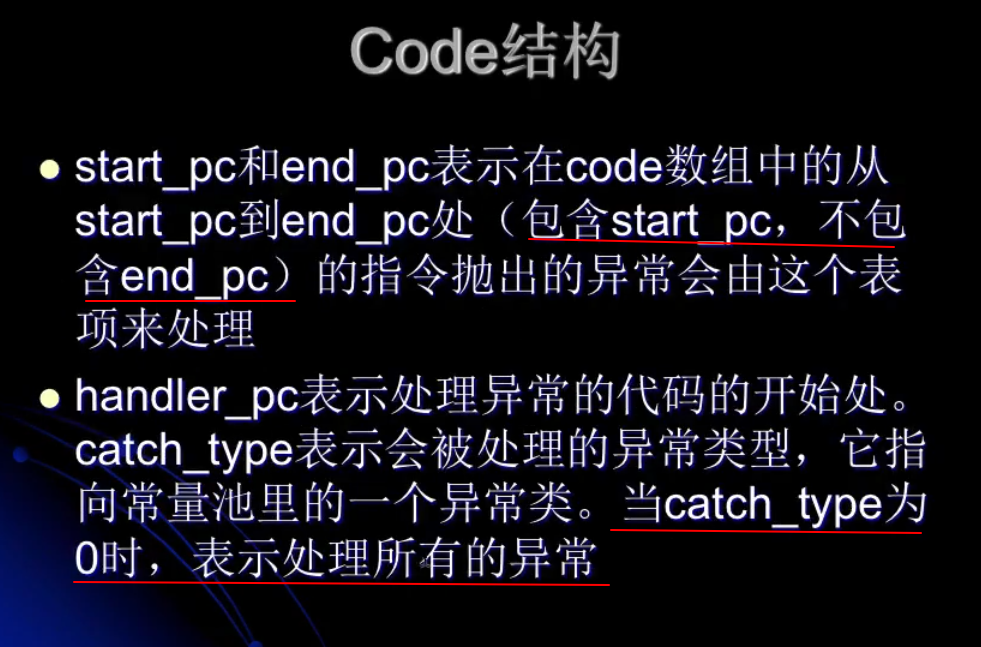 Code结构
start_pc和end_pc表示在code数组中的从
start_pc到end_pc处（包含start_pc，不包
含end_pc）的指令抛出的异常会由这个表
项来处理
handler_pc表示处理异常的代码的开始处。
catch_type表示会被处理的异常类型，它指
向常量池里的一个异常类。当catch_type为
0时，表示处理所有的异常